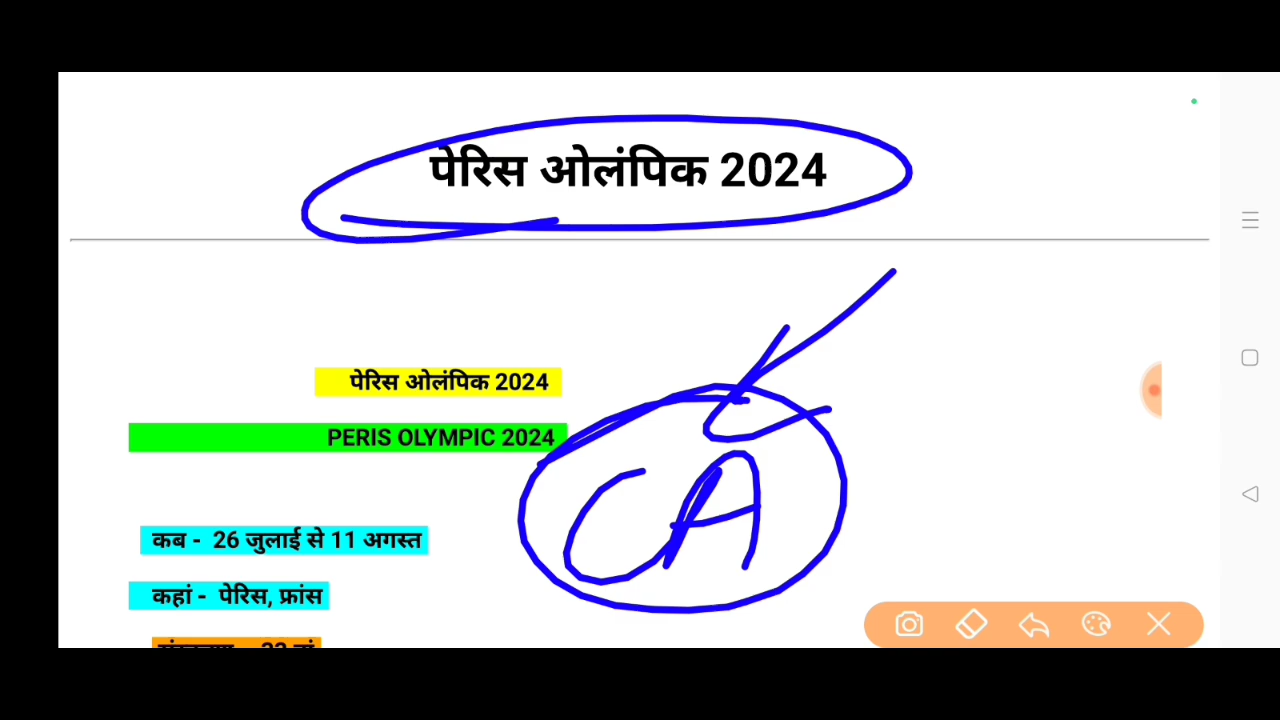 पेरिस ओलंपिक 2024
पेरिस ओलंपिक 2024
PERIS OLYMPIC 2024
CA
कब - 26 जुलाई से 11 अगस्त
कहां - पेरिस, फ्रांस